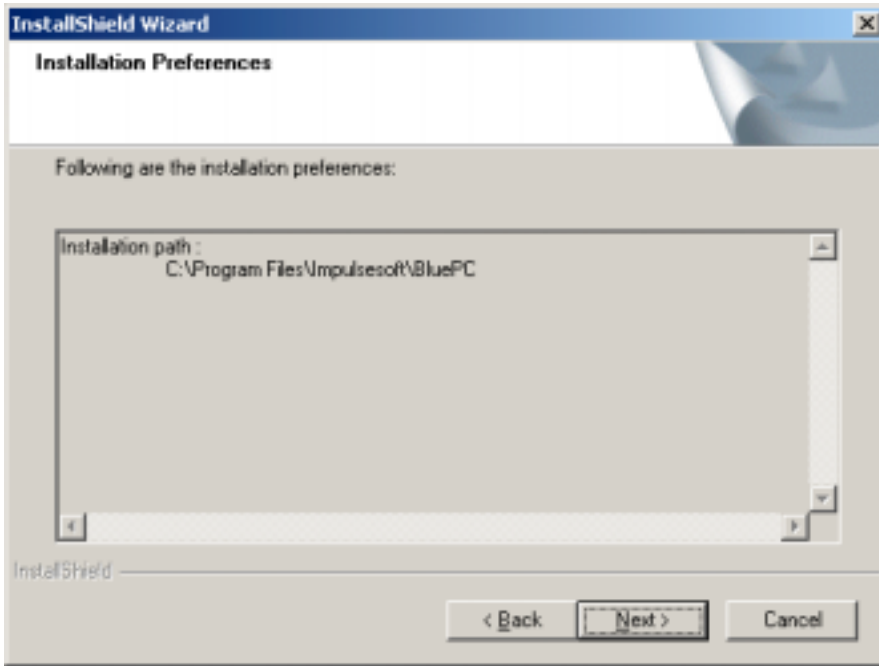 InstallShield Wizard
Installation Preferences
Following are the installation preferences:
Installation path :
C:\Program Files\Impulsesoft\BluePC
InstallShield
< Back
Next >
Cancel